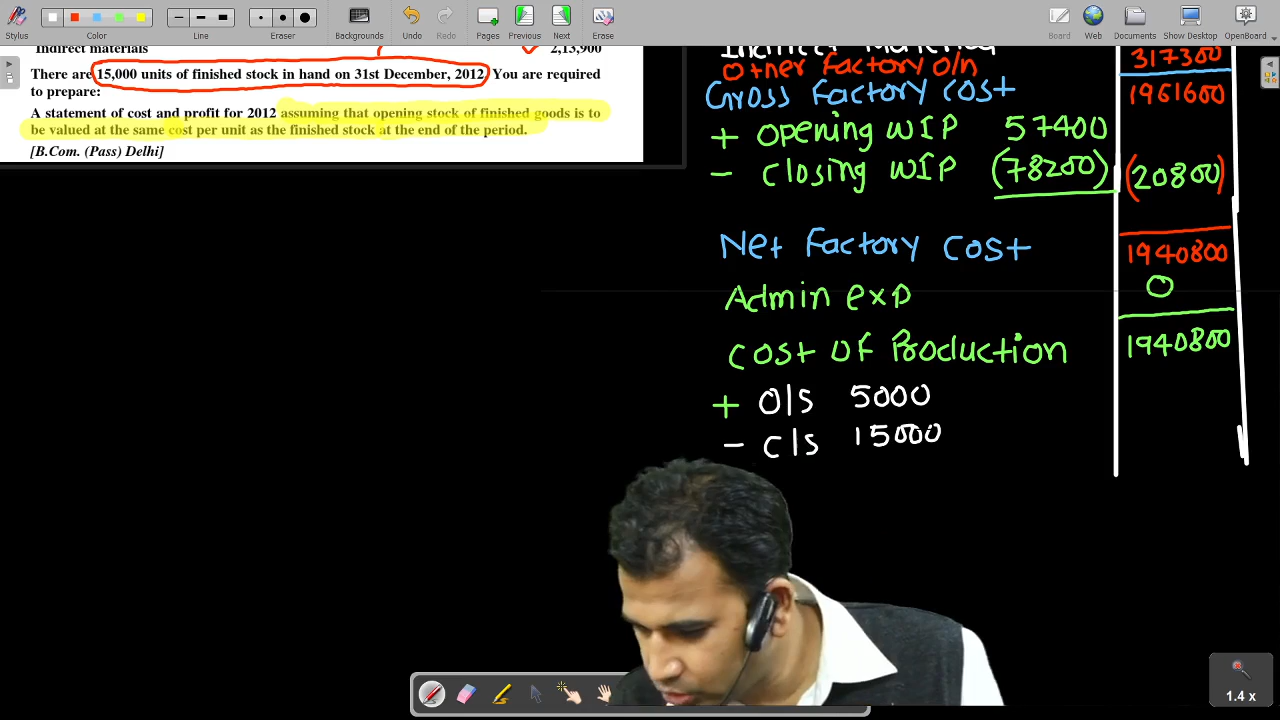 Stylus
Color
Line
Eraser
Backgrounds
Undo
Redo
Pages
Previous
Next
Erase
Board
Web
Documents
Show Desktop
OpenBoard
Indirect materials 2,13,900
There are 15,000 units of finished stock in hand on 31st December, 2012. You are required
to prepare:
A statement of cost and profit for 2012 assuming that opening stock of finished goods is to
be valued at the same cost per unit as the finished stock at the end of the period.
[B.Com. (Pass) Delhi]
Indirect Material
Other factory o/h 317300
Gross Factory Cost 1961600
+ opening WIP 57400
- closing WIP (78200) (20800)
Net Factory Cost 1940800
Admin exp 0
Cost of Production 1940800
+ O/S 5000
- C/S 15000
1.4 x